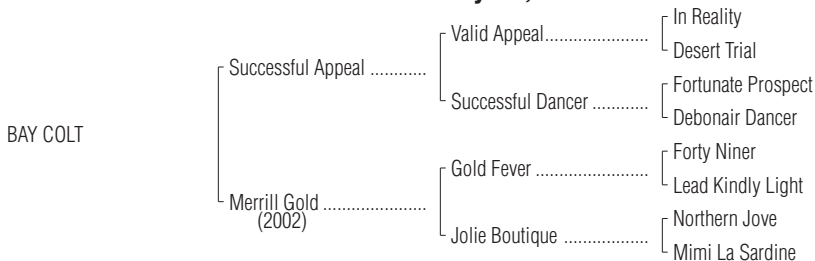 In Reality
Valid Appeal......................
Desert Trial
Successful Appeal ............
Fortunate Prospect
Successful Dancer ............
Debonair Dancer
BAY COLT
Forty Niner
Gold Fever ........................
Lead Kindly Light
Merrill Gold ......................
(2002)
Northern Jove
Jolie Boutique ..................
Mimi La Sardine